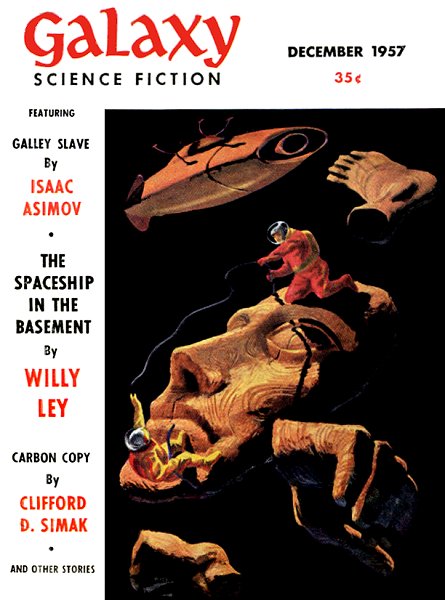 GaLaxy
SCIENCE FICTION
DECEMBER 1957
35¢
FEATURING
GALLEY SLAVE
By
ISAAC
ASIMOV
•
THE
SPACESHIP
IN THE
BASEMENT
By
WILLY
LEY
CARBON COPY
By
CLIFFORD
D. SIMAK
•
AND OTHER STORIES